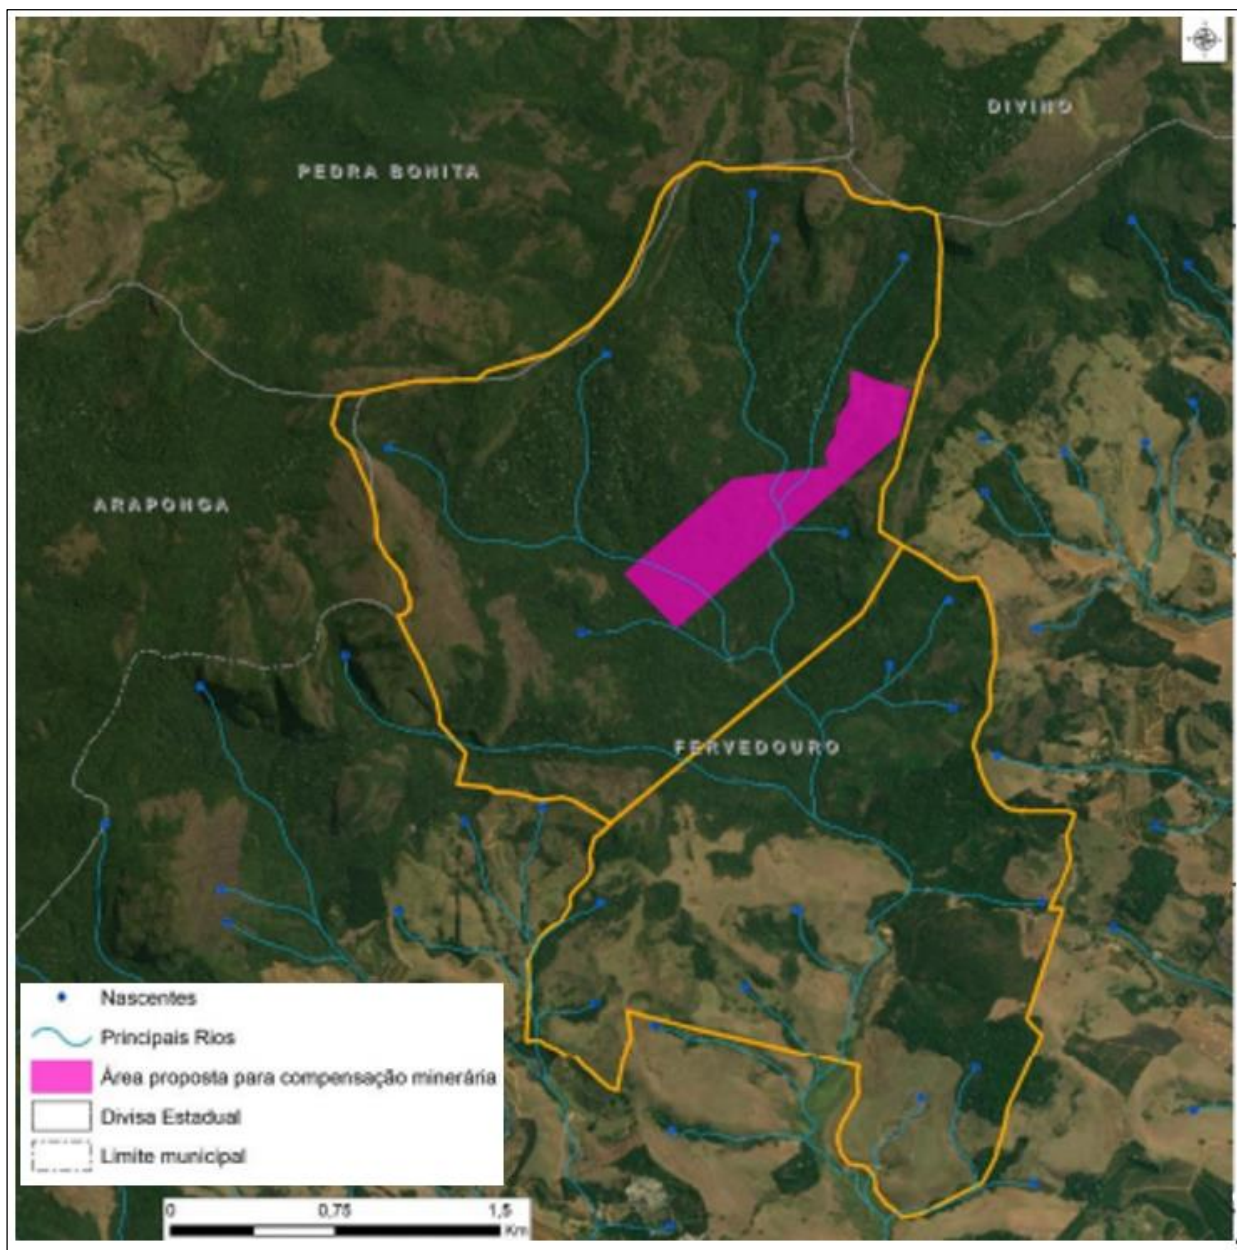 DIVINO
PEDRA BONITA
ARAPONGA
FERVEDOURO
Nascentes
Principais Rios
Área proposta para compensação minerária
Divisa Estadual
Limite municipal
0 0,75 1,5
Km